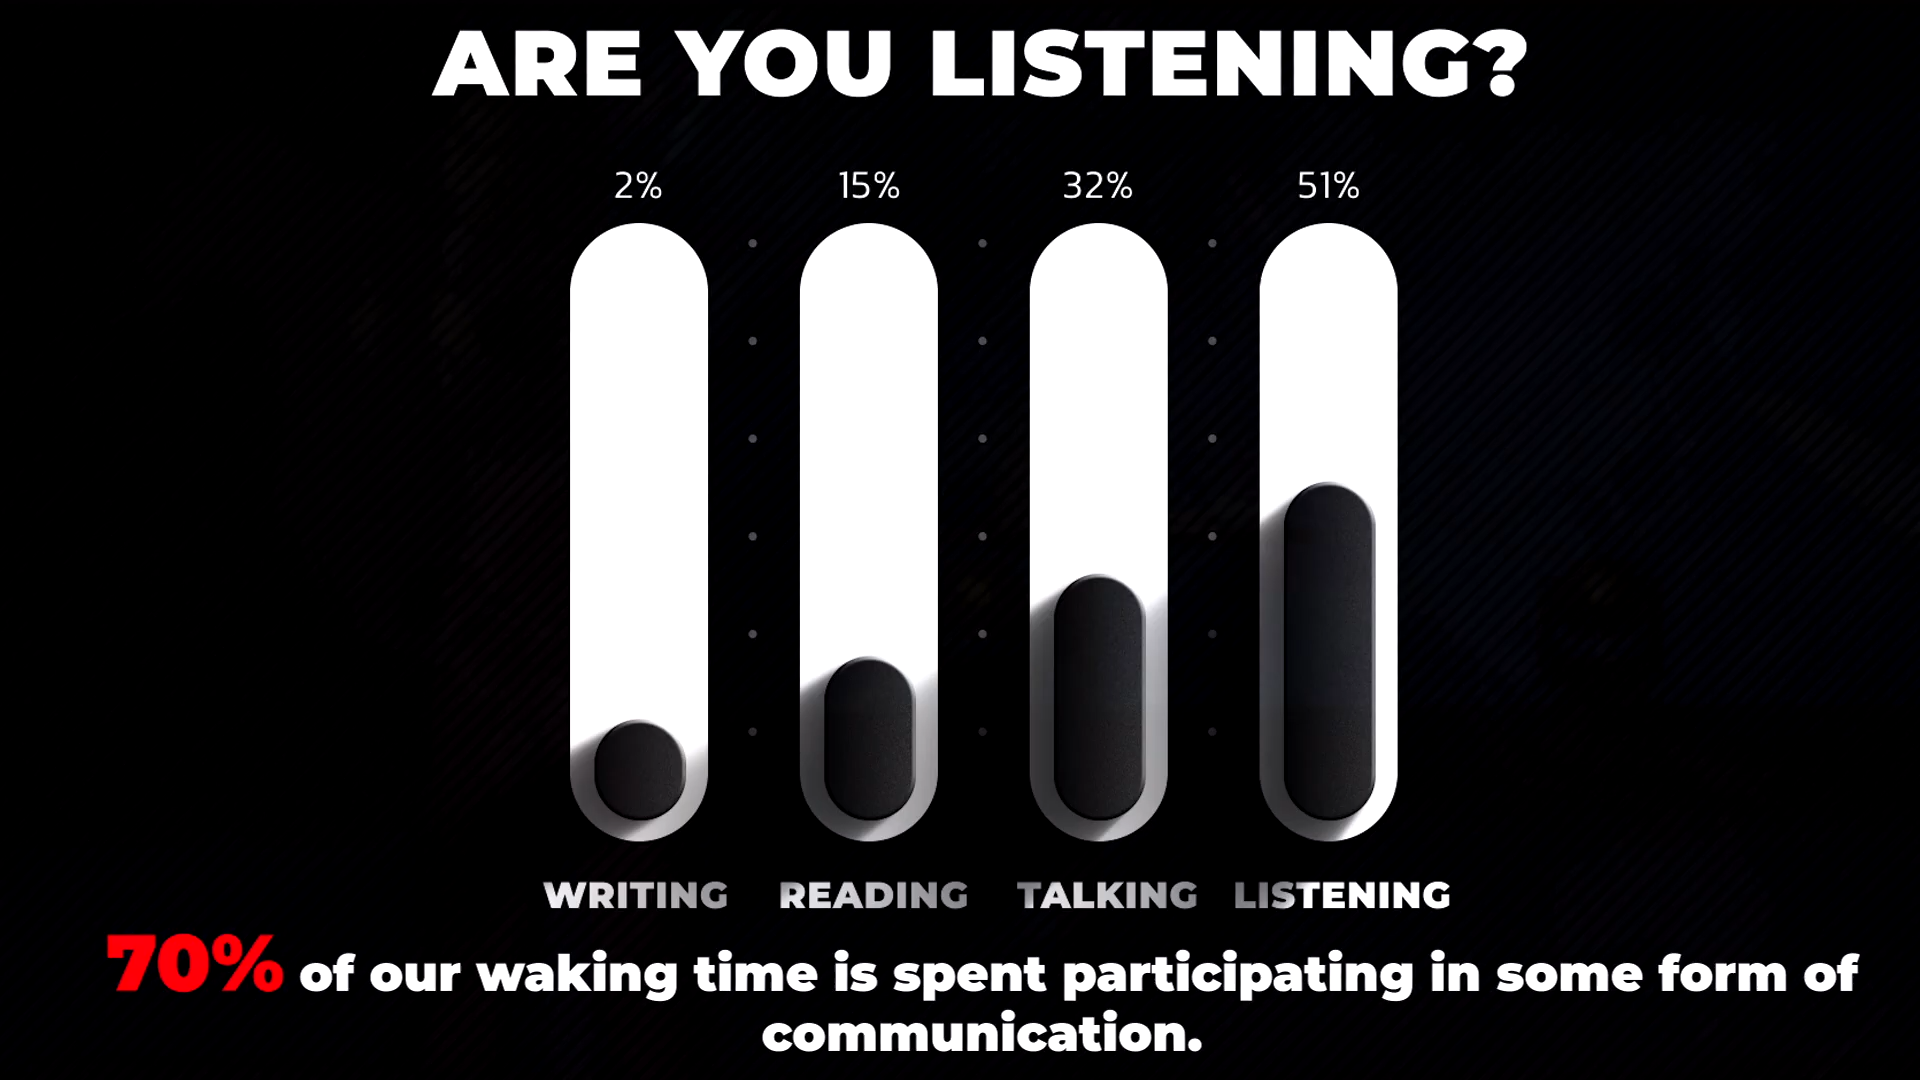 ARE YOU LISTENING?
2% 15% 32% 51%
WRITING READING TALKING LISTENING
70% of our waking time is spent participating in some form of
communication.